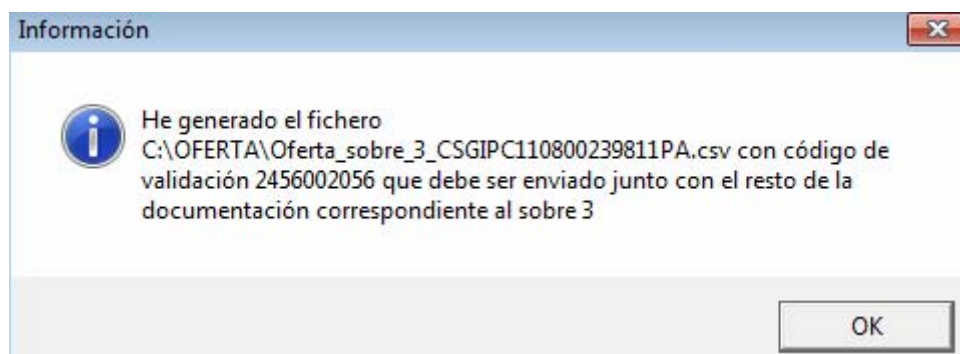 Información
He generado el fichero
C:\OFERTA\Oferta_sobre_3_CSGIPC110800239811PA.csv con código de
validación 2456002056 que debe ser enviado junto con el resto de la
documentación correspondiente al sobre 3
OK